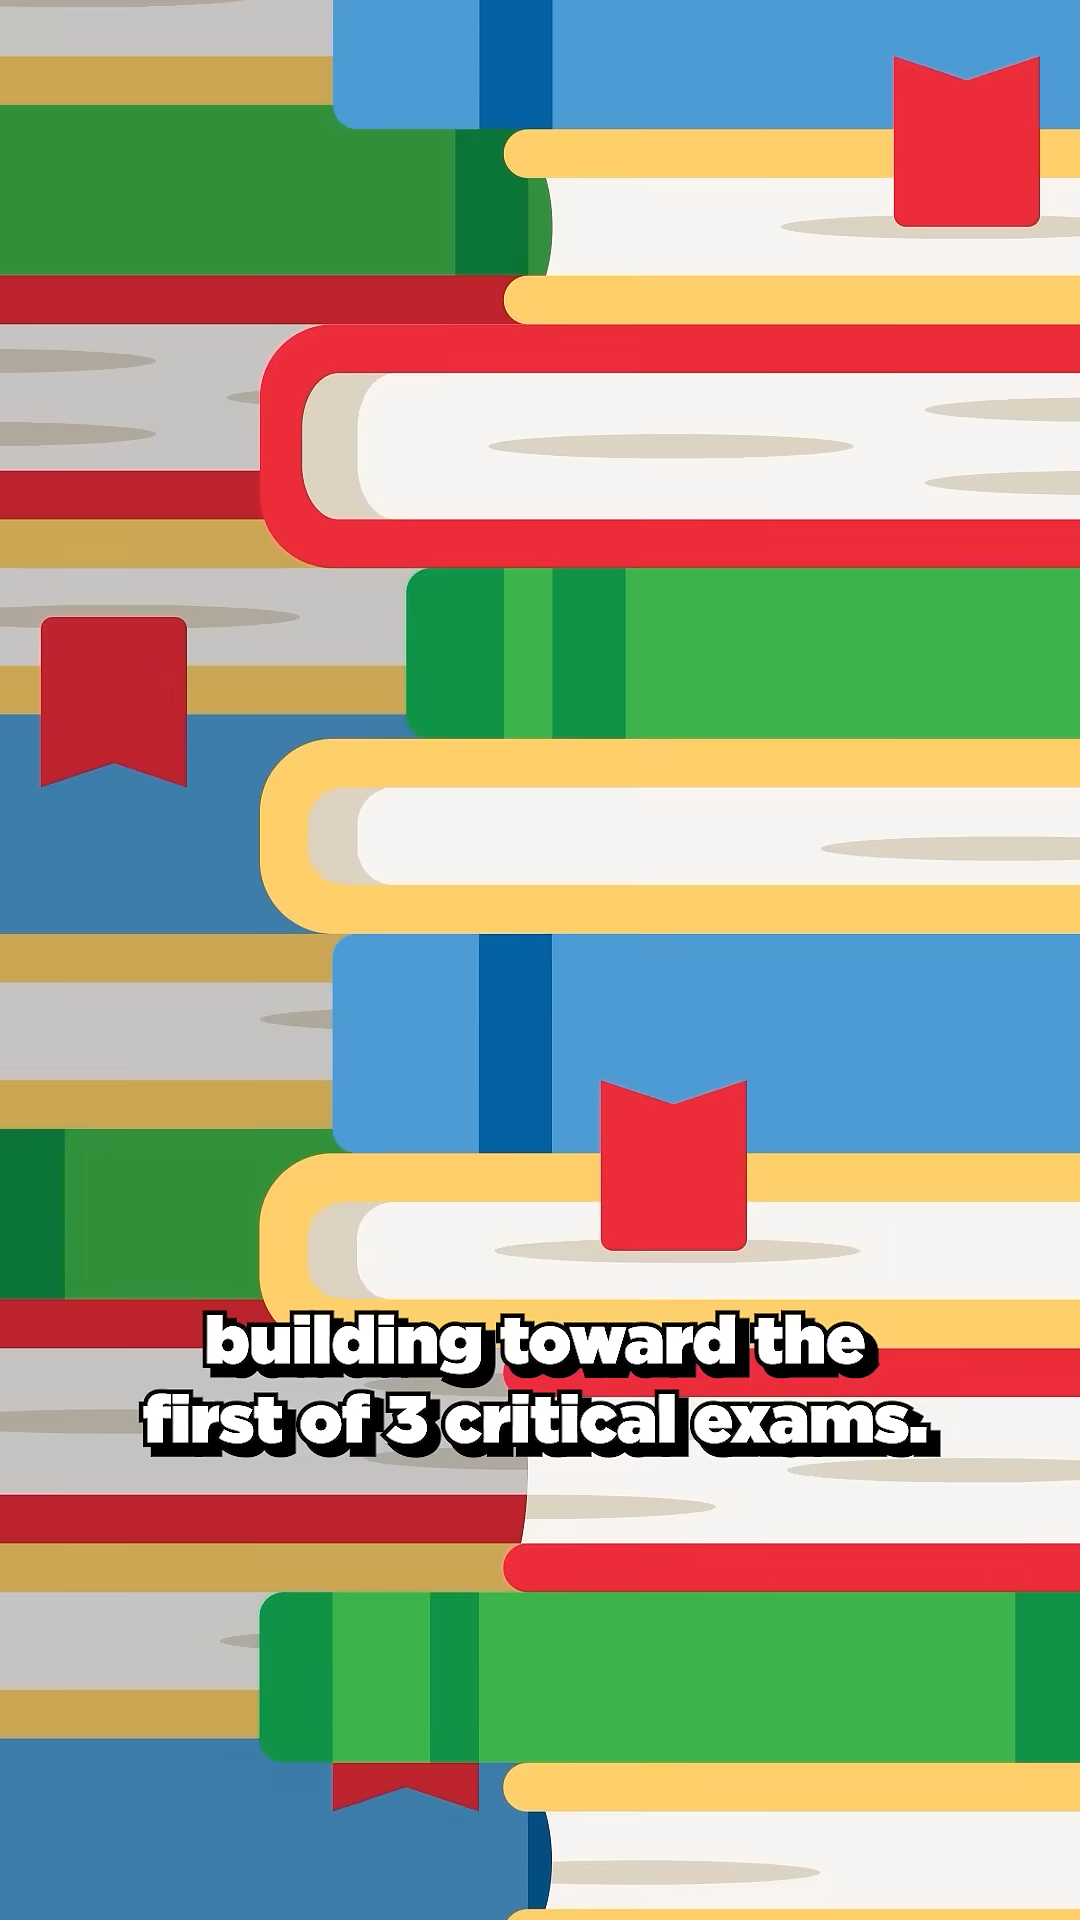 building toward the
first of 3 critical exams.